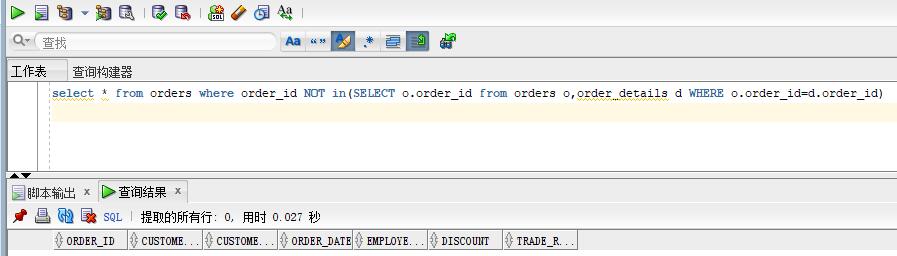 SQL
Aa
查找
Aa “” .*
工作表 查询构建器
select * from orders where order_id NOT in(SELECT o.order_id from orders o,order_details d WHERE o.order_id=d.order_id)
脚本输出 x 查询结果 x
SQL | 提取的所有行: 0, 用时 0.027 秒
ORDER_ID CUSTOME... CUSTOME... ORDER_DATE EMPLOYE... DISCOUNT TRADE_R...